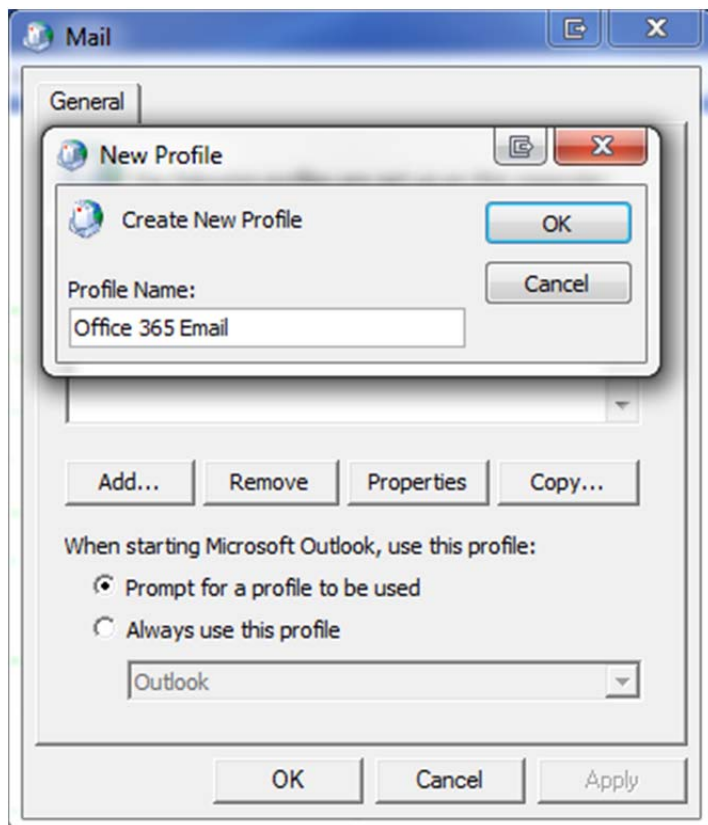 Mail
General
New Profile
Create New Profile
OK
Profile Name:
Cancel
Office 365 Email
Add... Remove Properties Copy...
When starting Microsoft Outlook, use this profile:
Prompt for a profile to be used
Always use this profile
Outlook
OK Cancel Apply